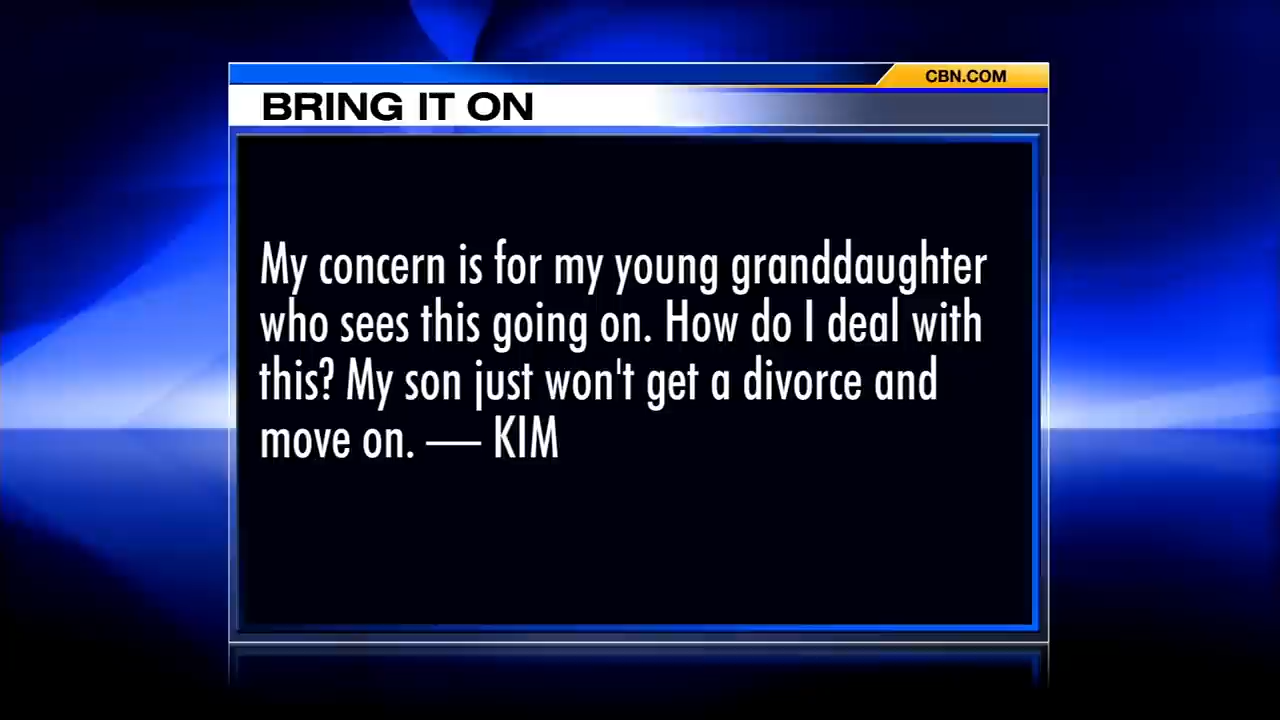 CBN.COM
BRING IT ON
My concern is for my young granddaughter
who sees this going on. How do I deal with
this? My son just won't get a divorce and
move on. — KIM